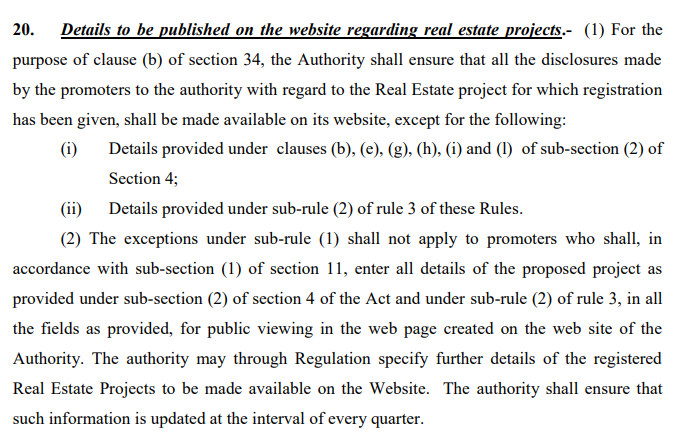 20. Details to be published on the website regarding real estate projects.- (1) For the
purpose of clause (b) of section 34, the Authority shall ensure that all the disclosures made
by the promoters to the authority with regard to the Real Estate project for which registration
has been given, shall be made available on its website, except for the following:
(i) Details provided under clauses (b), (e), (g), (h), (i) and (l) of sub-section (2) of
Section 4;
(ii) Details provided under sub-rule (2) of rule 3 of these Rules.
(2) The exceptions under sub-rule (1) shall not apply to promoters who shall, in
accordance with sub-section (1) of section 11, enter all details of the proposed project as
provided under sub-section (2) of section 4 of the Act and under sub-rule (2) of rule 3, in all
the fields as provided, for public viewing in the web page created on the web site of the
Authority. The authority may through Regulation specify further details of the registered
Real Estate Projects to be made available on the Website. The authority shall ensure that
such information is updated at the interval of every quarter.